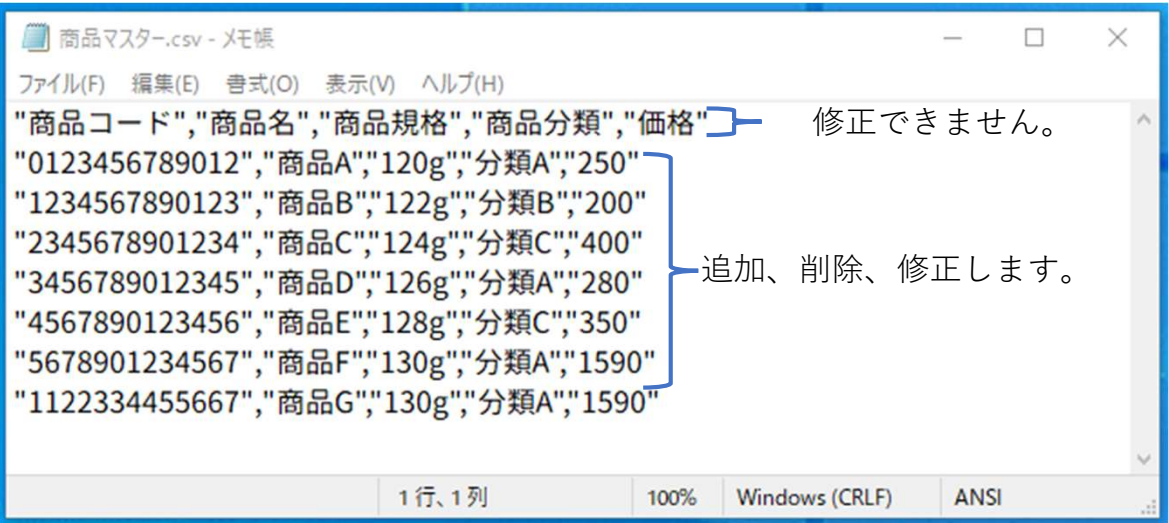 商品マスター.csv - メモ帳
ファイル(F) 編集(E) 書式(O) 表示(V) ヘルプ(H)
"商品コード","商品名","商品規格","商品分類","価格" 修正できません。
"0123456789012","商品A","120g","分類A","250"
"1234567890123","商品B","122g","分類B","200"
"2345678901234","商品C","124g","分類C","400"
追加、削除、修正します。
"3456789012345","商品D","126g","分類A","280"
"4567890123456","商品E","128g","分類C","350"
"5678901234567","商品F","130g","分類A","1590"
"1122334455667","商品G","130g","分類A","1590"
1 行、1 列 100% Windows (CRLF) ANSI